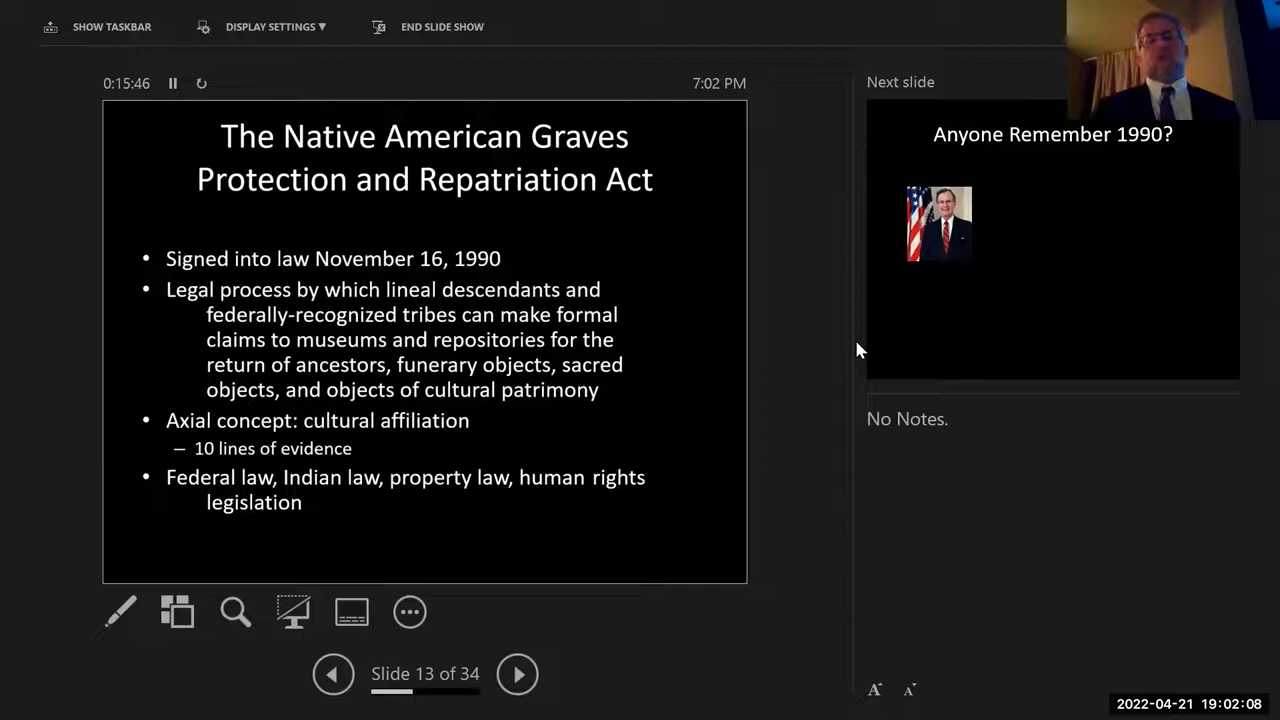 SHOW TASKBAR
DISPLAY SETTINGS ▼
END SLIDE SHOW
0:15:46
7:02 PM
The Native American Graves
Protection and Repatriation Act
• Signed into law November 16, 1990
• Legal process by which lineal descendants and
federally-recognized tribes can make formal
claims to museums and repositories for the
return of ancestors, funerary objects, sacred
objects, and objects of cultural patrimony
• Axial concept: cultural affiliation
– 10 lines of evidence
• Federal law, Indian law, property law, human rights
legislation
Slide 13 of 34
Next slide
Anyone Remember 1990?
No Notes.
A A
2022-04-21 19:02:08